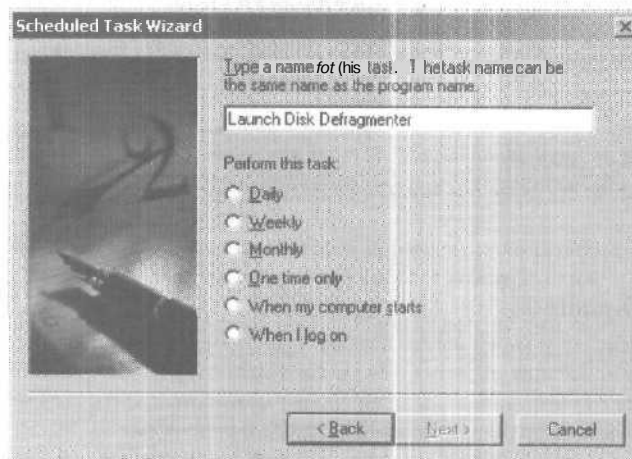 Scheduled Task Wizard
Type a name fot (his task. T hetask name can be
the same name as the program name.
Launch Disk Defragmenter
Perform this task:
Daily
Weekly
Monthly
One time only
When my computer starts
When I log on
< Back Next > Cancel